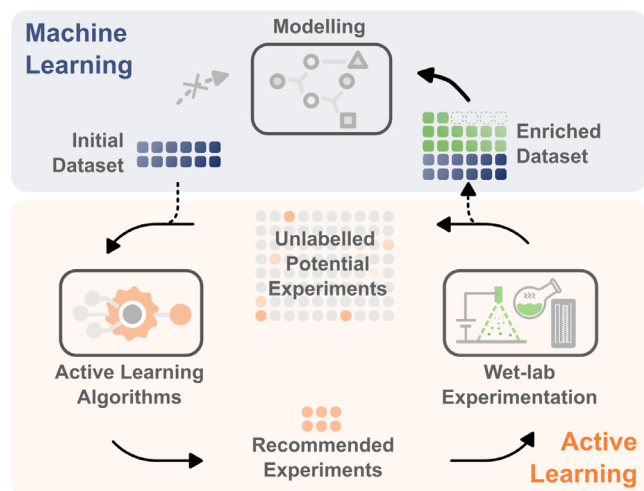 Machine
Learning
Modelling
Initial
Dataset
Enriched
Dataset
Unlabelled
Potential
Experiments
Active Learning
Algorithms
Wet-lab
Experimentation
Recommended
Experiments
Active
Learning